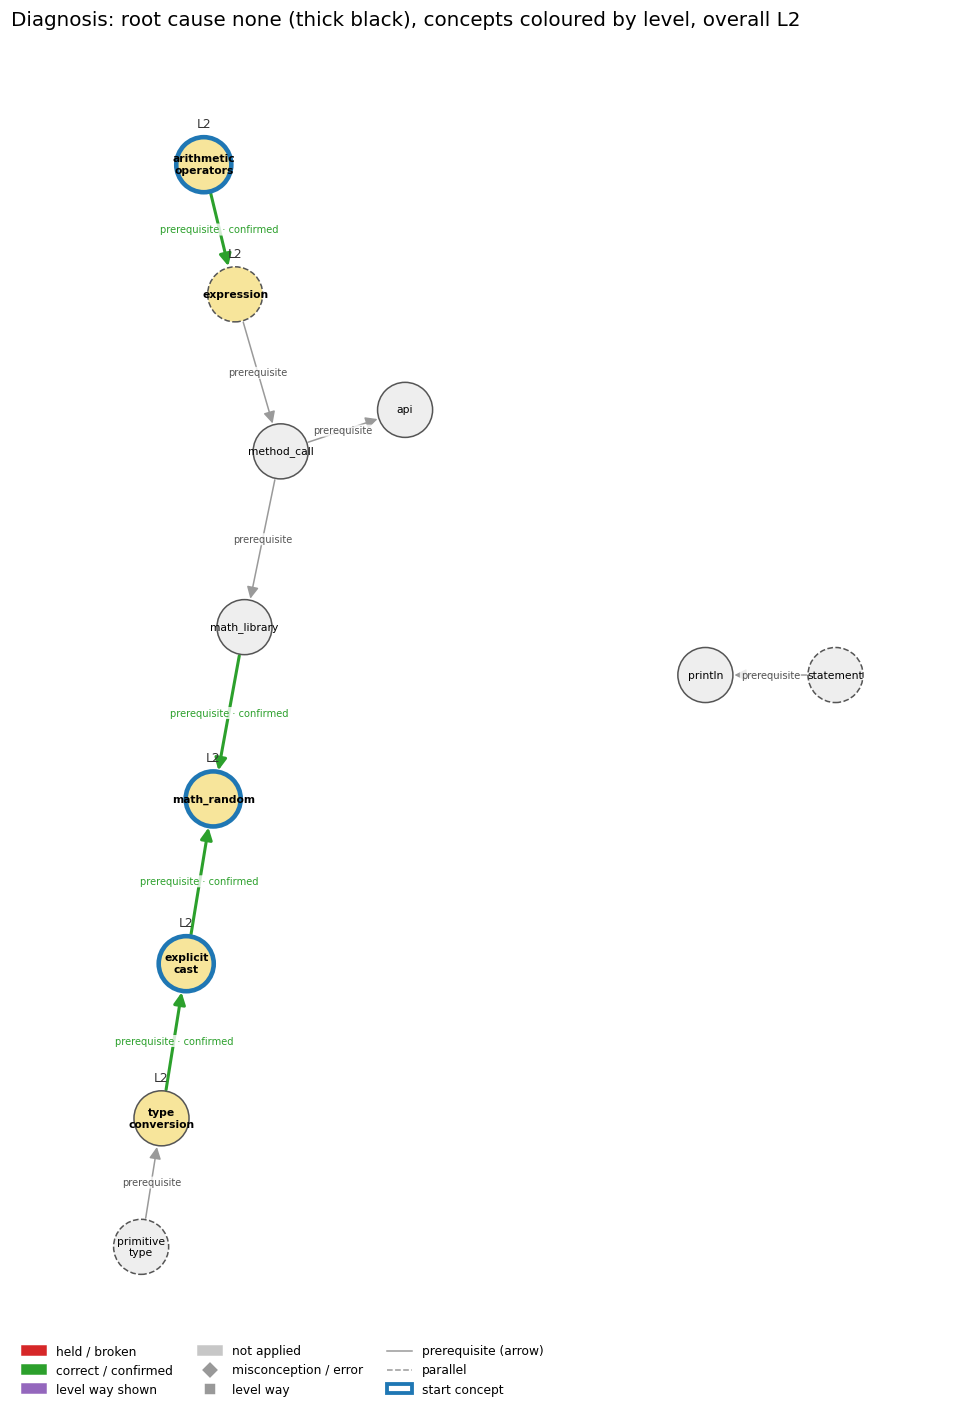 Diagnosis: root cause none (thick black), concepts coloured by level, overall L2
L2
arithmetic
operators
prerequisite · confirmed
L2
expression
prerequisite
api
prerequisite
method_call
prerequisite
math_library
println
prerequisite
statement
prerequisite · confirmed
L2
math_random
prerequisite · confirmed
L2
explicit
cast
prerequisite · confirmed
L2
type
conversion
prerequisite
primitive
type
held / broken
not applied
prerequisite (arrow)
correct / confirmed
misconception / error
parallel
level way shown
level way
start concept